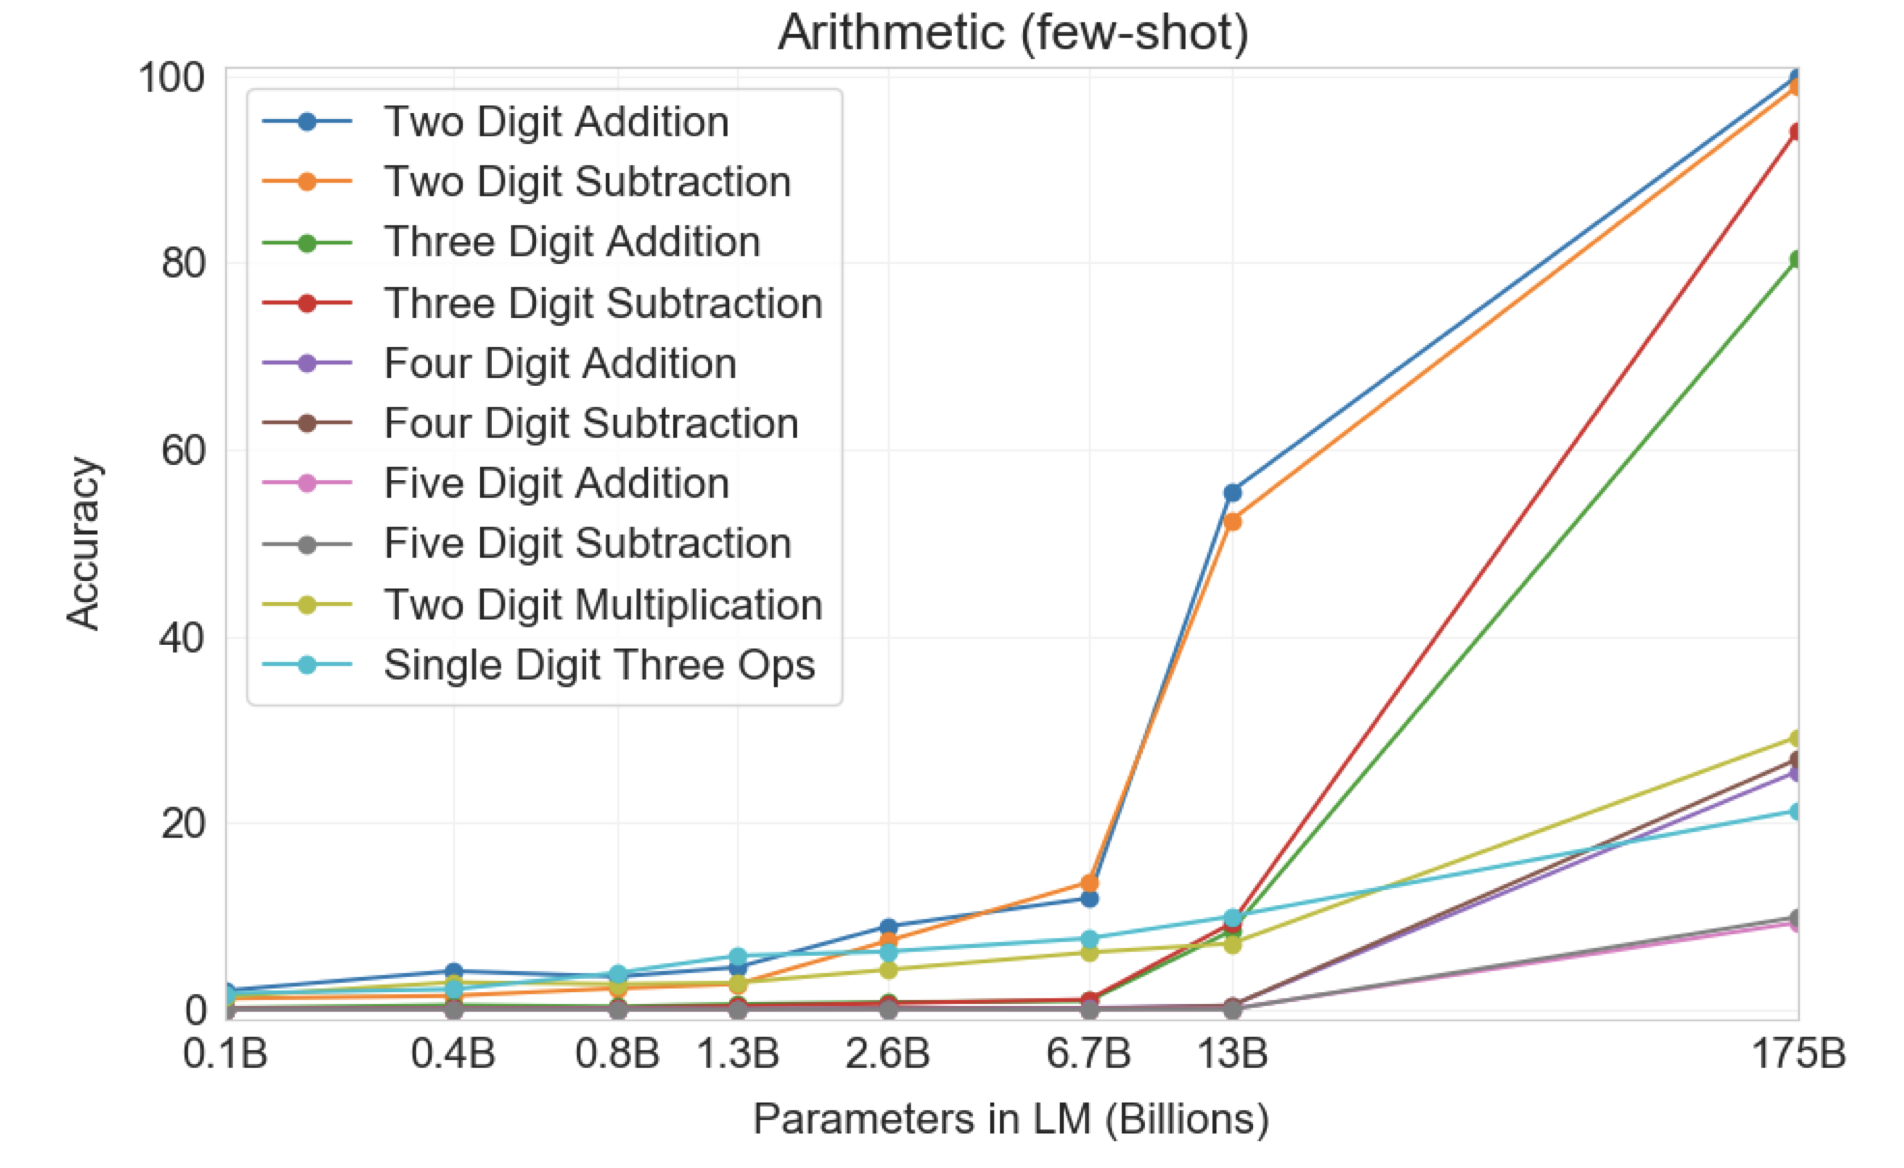 Arithmetic (few-shot)
100
80
60
40
20
0
Accuracy
Two Digit Addition
Two Digit Subtraction
Three Digit Addition
Three Digit Subtraction
Four Digit Addition
Four Digit Subtraction
Five Digit Addition
Five Digit Subtraction
Two Digit Multiplication
Single Digit Three Ops
0.1B 0.4B 0.8B 1.3B 2.6B 6.7B 13B 175B
Parameters in LM (Billions)